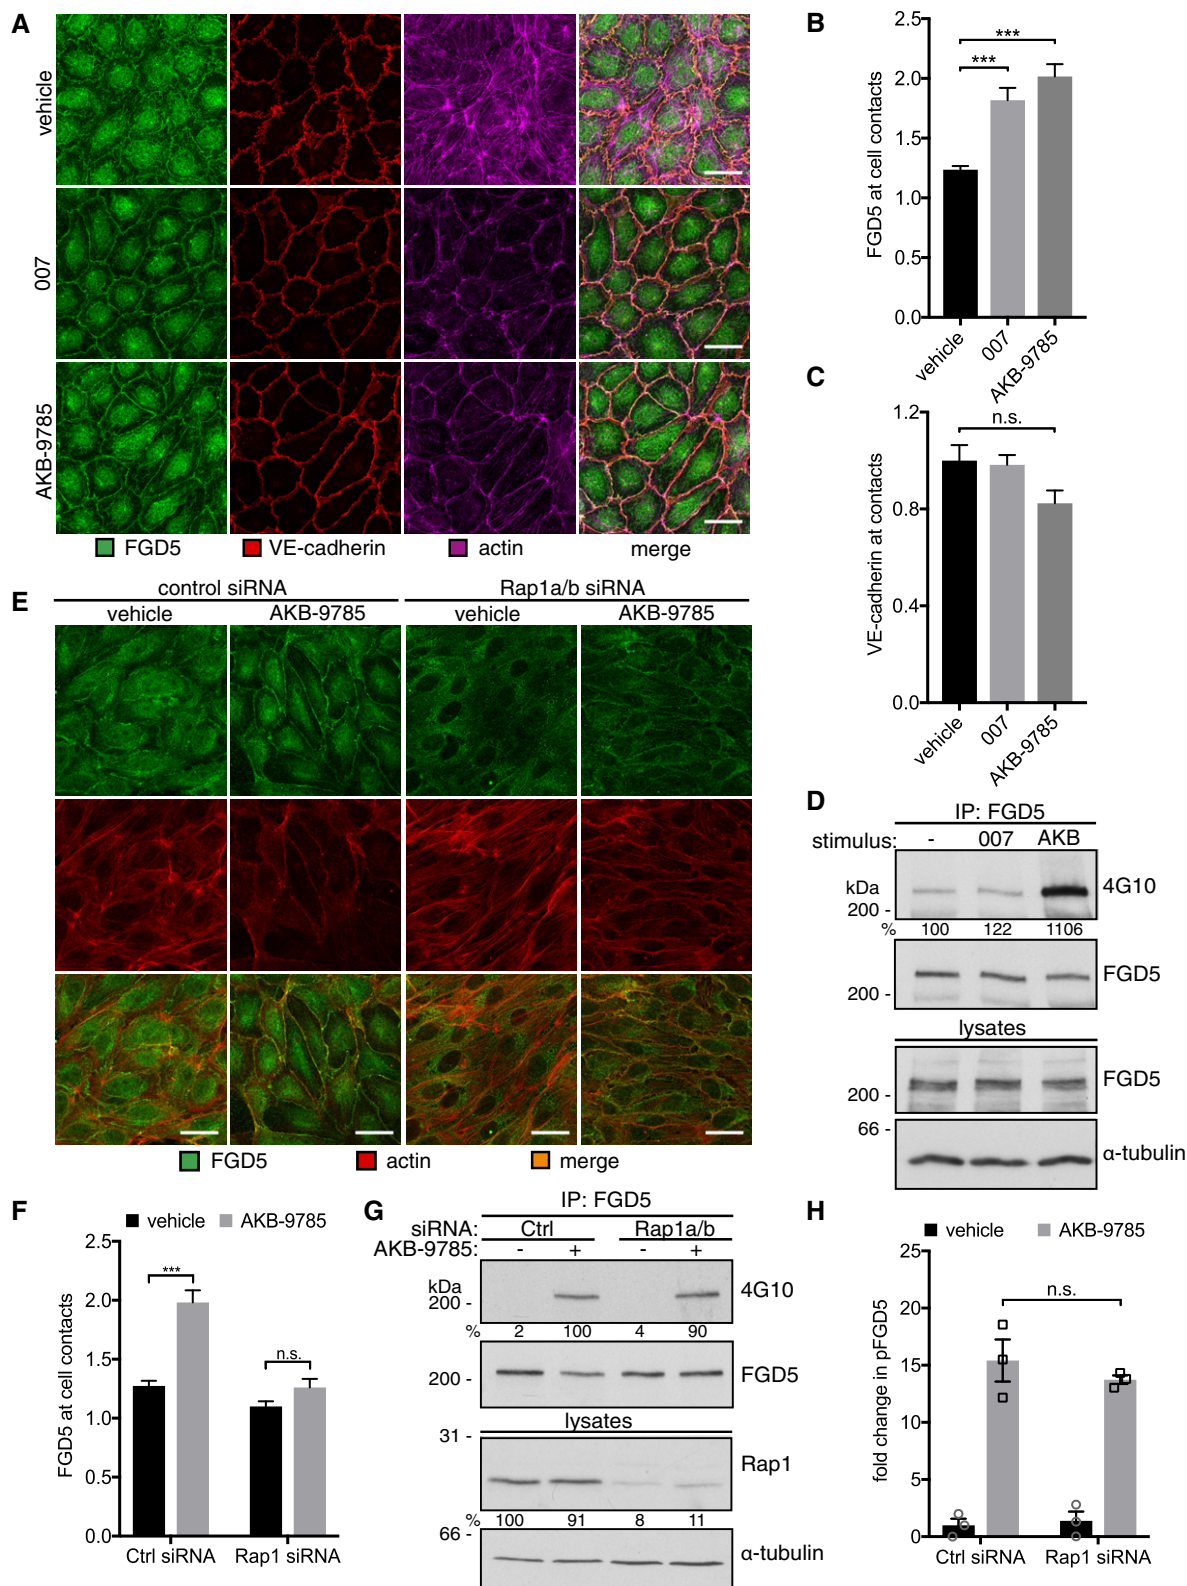 A
vehicle
007
AKB-9785
FGD5
VE-cadherin
actin
merge
B
FGD5 at cell contacts
2.5
2.0
1.5
1.0
0.5
0.0
***
***
vehicle
007
AKB-9785
C
VE-cadherin at contacts
1.2
0.8
0.4
0.0
n.s.
vehicle
007
AKB-9785
D
IP: FGD5
stimulus: - 007 AKB
kDa
200 -
4G10
% 100 122 1106
200 -
FGD5
lysates
200 -
FGD5
66 -
α-tubulin
E
control siRNA Rap1a/b siRNA
vehicle AKB-9785 vehicle AKB-9785
FGD5
actin
merge
F
vehicle AKB-9785
FGD5 at cell contacts
2.5
2.0
1.5
1.0
0.5
0.0
***
n.s.
Ctrl siRNA Rap1 siRNA
G
IP: FGD5
siRNA: Ctrl Rap1a/b
AKB-9785: - + - +
kDa
200 -
4G10
% 2 100 4 90
200 -
FGD5
lysates
31 -
Rap1
% 100 91 8 11
66 -
α-tubulin
H
vehicle AKB-9785
fold change in pFGD5
25
20
15
10
5
0
n.s.
Ctrl siRNA Rap1 siRNA